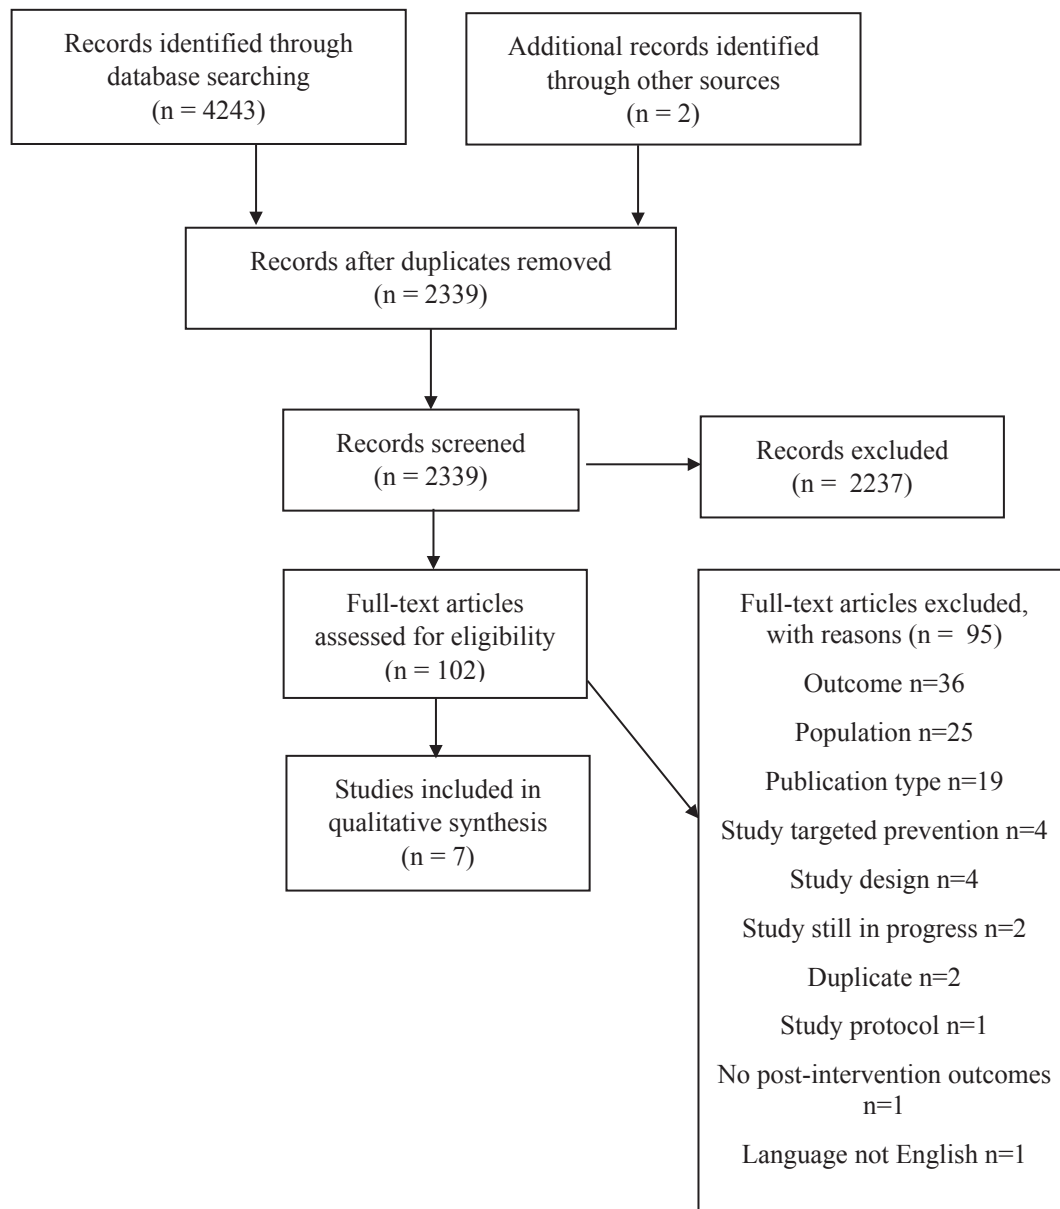 Records identified through
database searching
(n = 4243)
Additional records identified
through other sources
(n = 2)
Records after duplicates removed
(n = 2339)
Records screened
(n = 2339)
Records excluded
(n = 2237)
Full-text articles
assessed for eligibility
(n = 102)
Full-text articles excluded,
with reasons (n = 95)
Outcome n=36
Population n=25
Publication type n=19
Study targeted prevention n=4
Study design n=4
Study still in progress n=2
Duplicate n=2
Study protocol n=1
No post-intervention outcomes
n=1
Language not English n=1
Studies included in
qualitative synthesis
(n = 7)